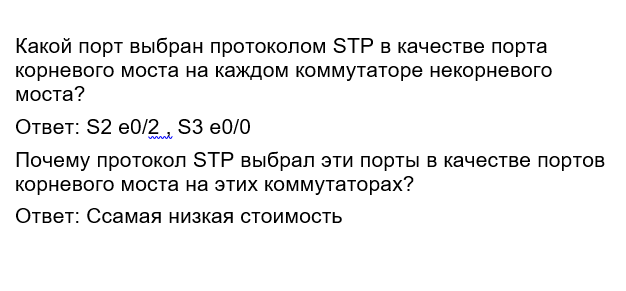 Какой порт выбран протоколом STP в качестве порта
корневого моста на каждом коммутаторе некорневого
моста?
Ответ: S2 e0/2 , S3 e0/0
Почему протокол STP выбрал эти порты в качестве портов
корневого моста на этих коммутаторах?
Ответ: Ссамая низкая стоимость